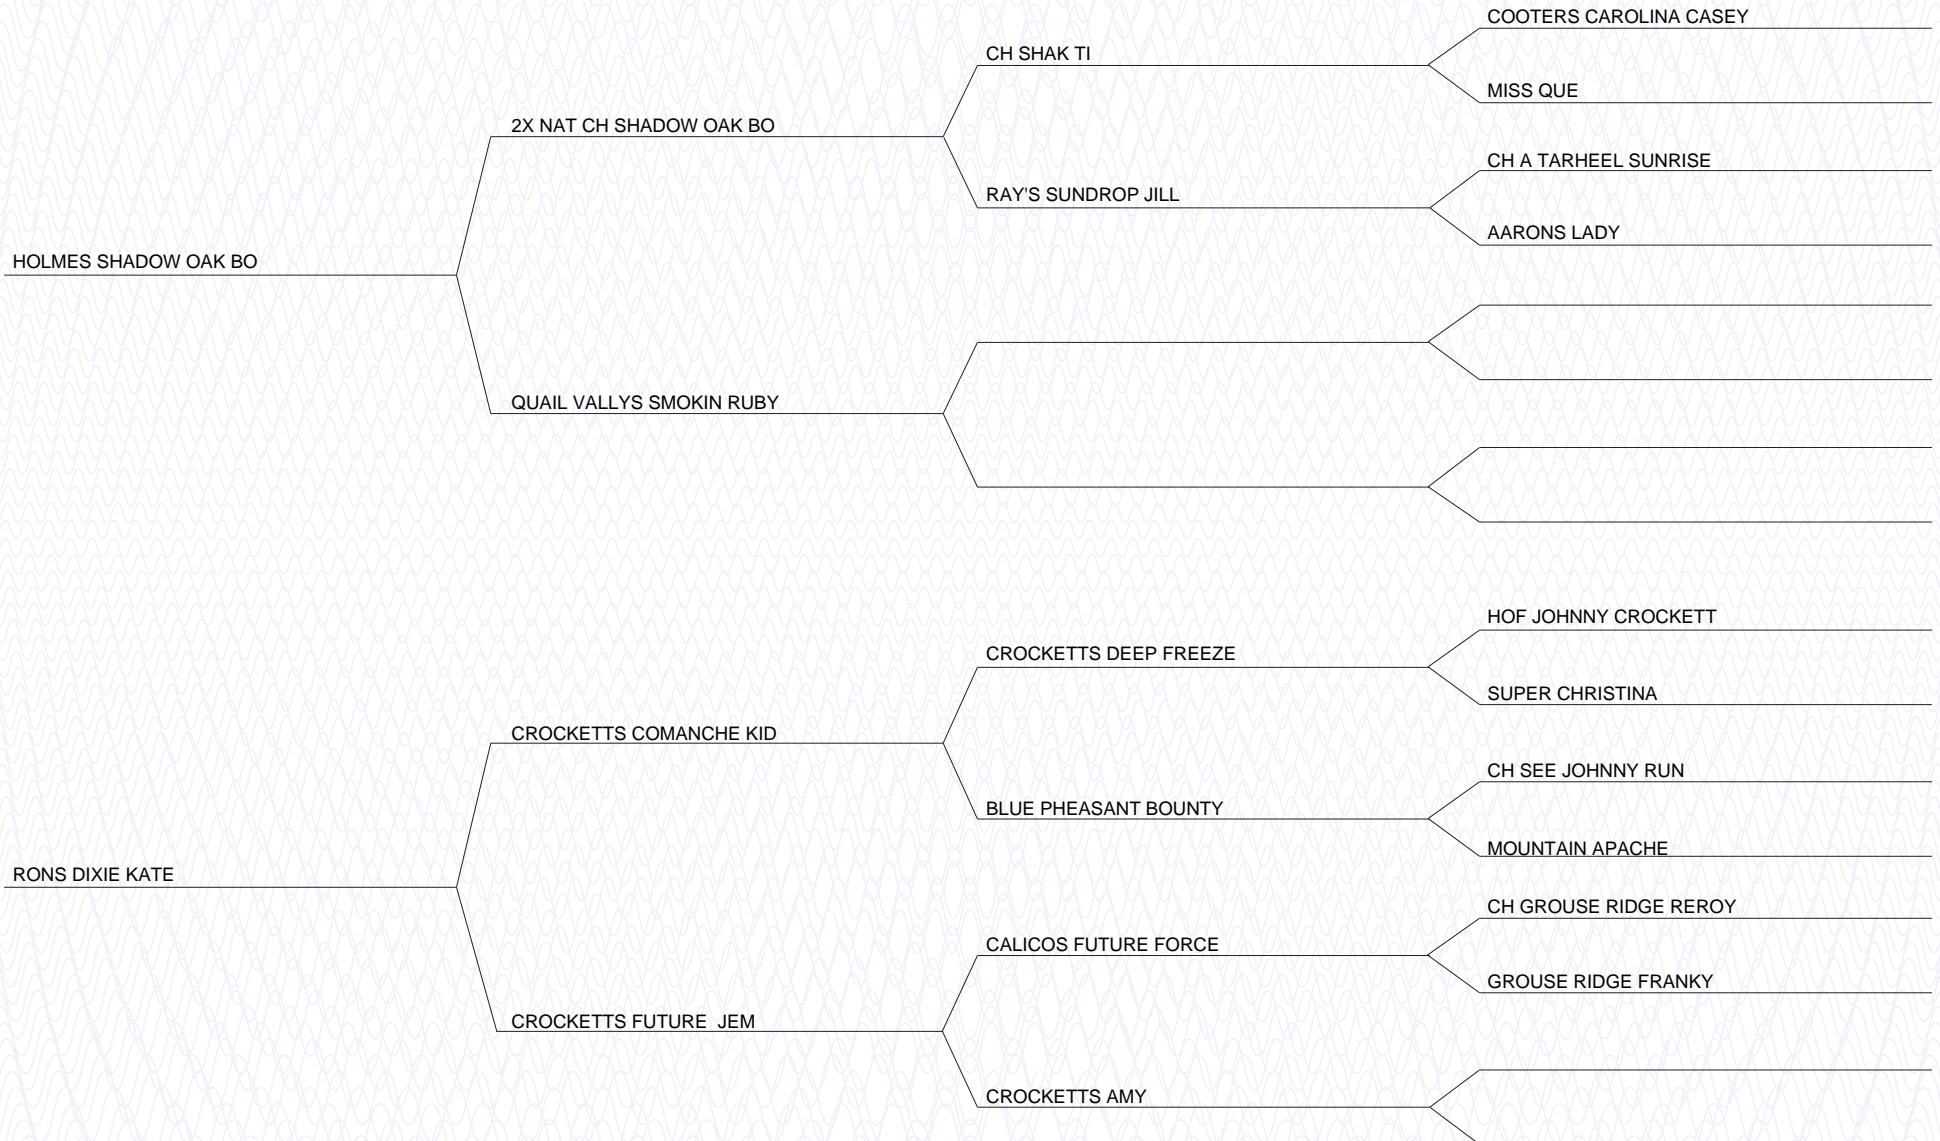 COOTERS CAROLINA CASEY
CH SHAK TI
MISS QUE
2X NAT CH SHADOW OAK BO
CH A TARHEEL SUNRISE
RAY'S SUNDROP JILL
AARONS LADY
HOLMES SHADOW OAK BO
QUAIL VALLYS SMOKIN RUBY
HOF JOHNNY CROCKETT
CROCKETTS DEEP FREEZE
SUPER CHRISTINA
CROCKETTS COMANCHE KID
CH SEE JOHNNY RUN
BLUE PHEASANT BOUNTY
MOUNTAIN APACHE
RONS DIXIE KATE
CH GROUSE RIDGE REROY
CALICOS FUTURE FORCE
GROUSE RIDGE FRANKY
CROCKETTS FUTURE  JEM
CROCKETTS AMY